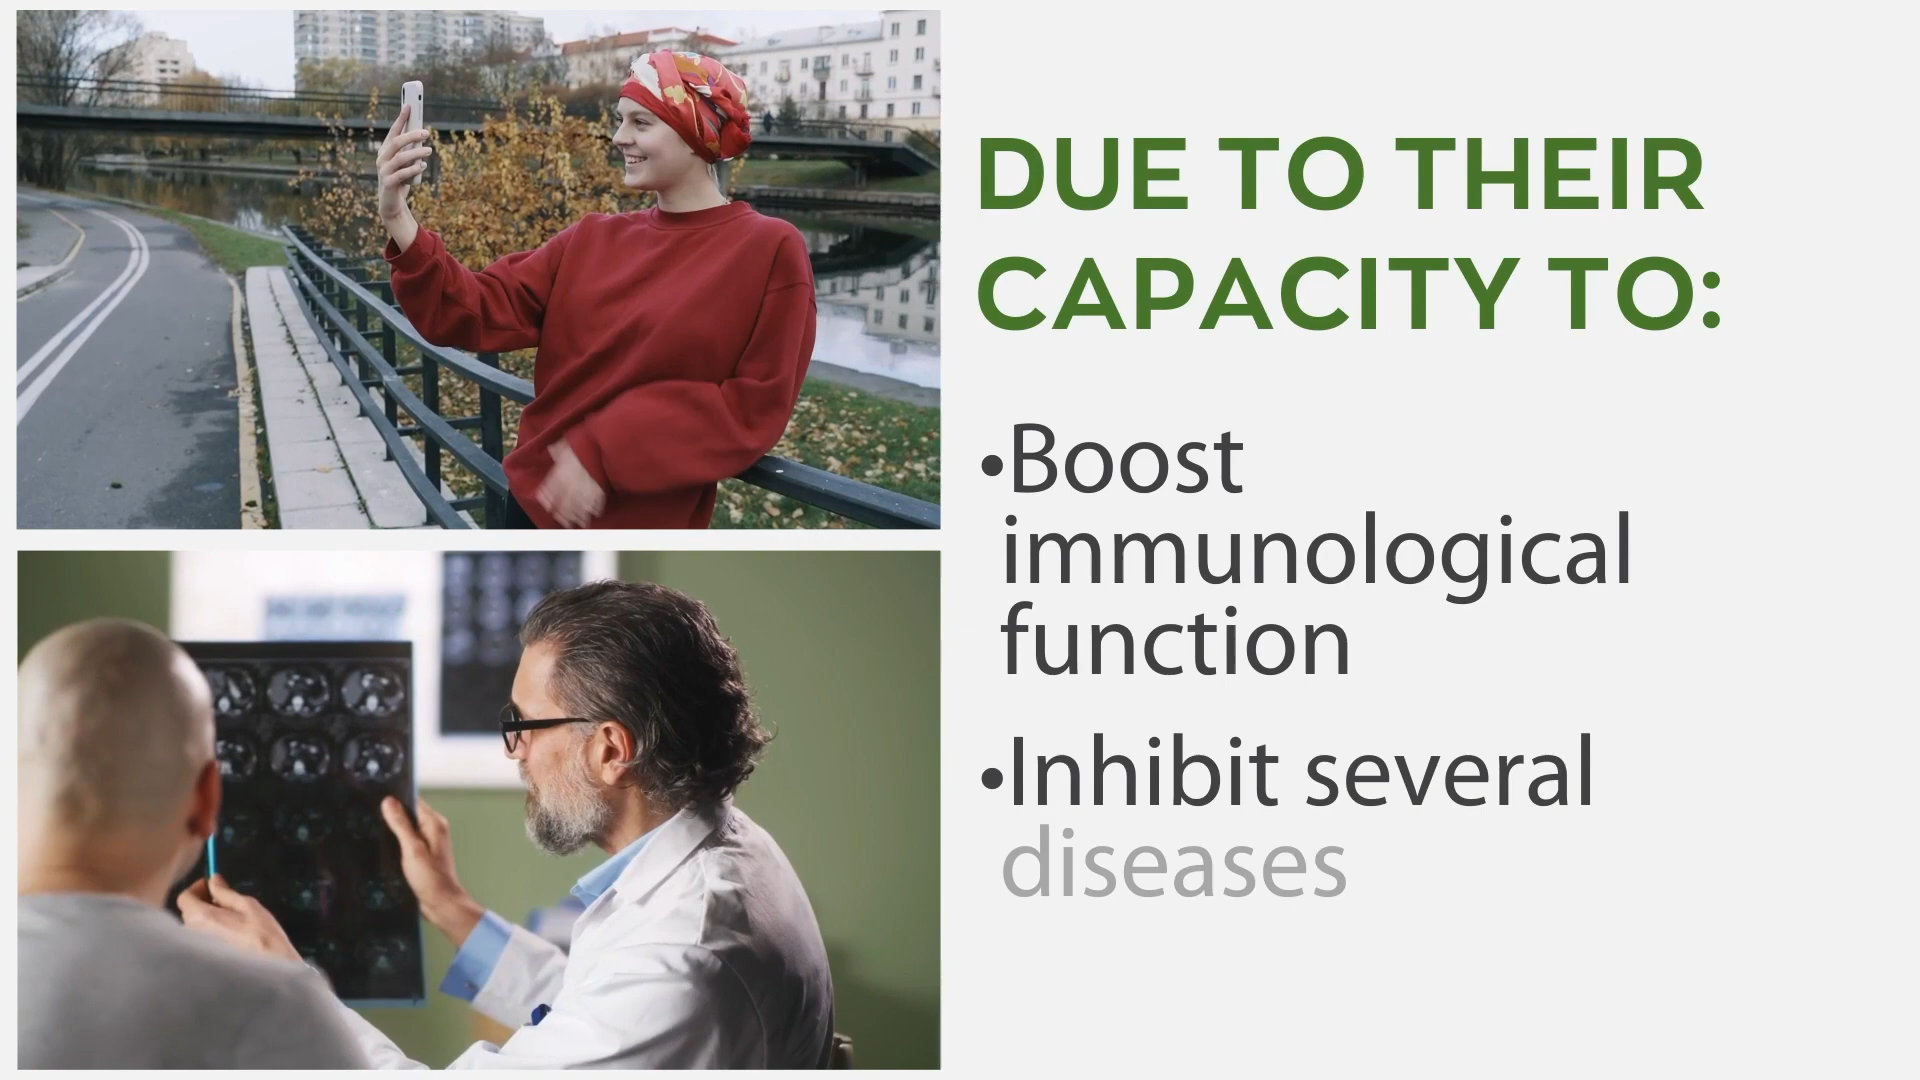 DUE TO THEIR
CAPACITY TO:
•Boost
immunological
function
•Inhibit several
diseases